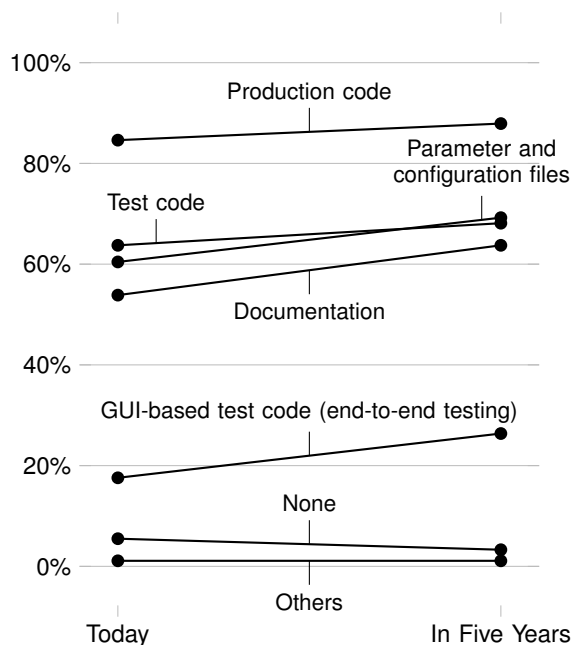 100%
Production code
80%
Parameter and
configuration files
Test code
60%
Documentation
40%
GUI-based test code (end-to-end testing)
20%
None
0%
Others
Today
In Five Years